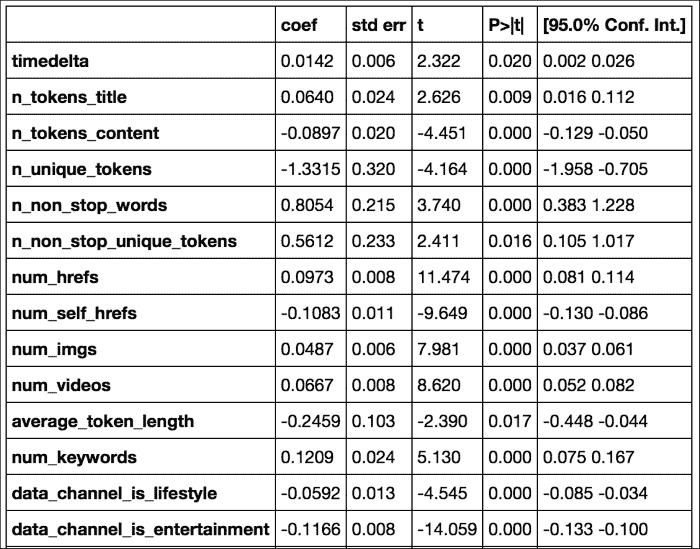 coef std err t P>|t| [95.0% Conf. Int.]
timedelta 0.0142 0.006 2.322 0.020 0.002 0.026
n_tokens_title 0.0640 0.024 2.626 0.009 0.016 0.112
n_tokens_content -0.0897 0.020 -4.451 0.000 -0.129 -0.050
n_unique_tokens -1.3315 0.320 -4.164 0.000 -1.958 -0.705
n_non_stop_words 0.8054 0.215 3.740 0.000 0.383 1.228
n_non_stop_unique_tokens 0.5612 0.233 2.411 0.016 0.105 1.017
num_hrefs 0.0973 0.008 11.474 0.000 0.081 0.114
num_self_hrefs -0.1083 0.011 -9.649 0.000 -0.130 -0.086
num_imgs 0.0487 0.006 7.981 0.000 0.037 0.061
num_videos 0.0667 0.008 8.620 0.000 0.052 0.082
average_token_length -0.2459 0.103 -2.390 0.017 -0.448 -0.044
num_keywords 0.1209 0.024 5.130 0.000 0.075 0.167
data_channel_is_lifestyle -0.0592 0.013 -4.545 0.000 -0.085 -0.034
data_channel_is_entertainment -0.1166 0.008 -14.059 0.000 -0.133 -0.100